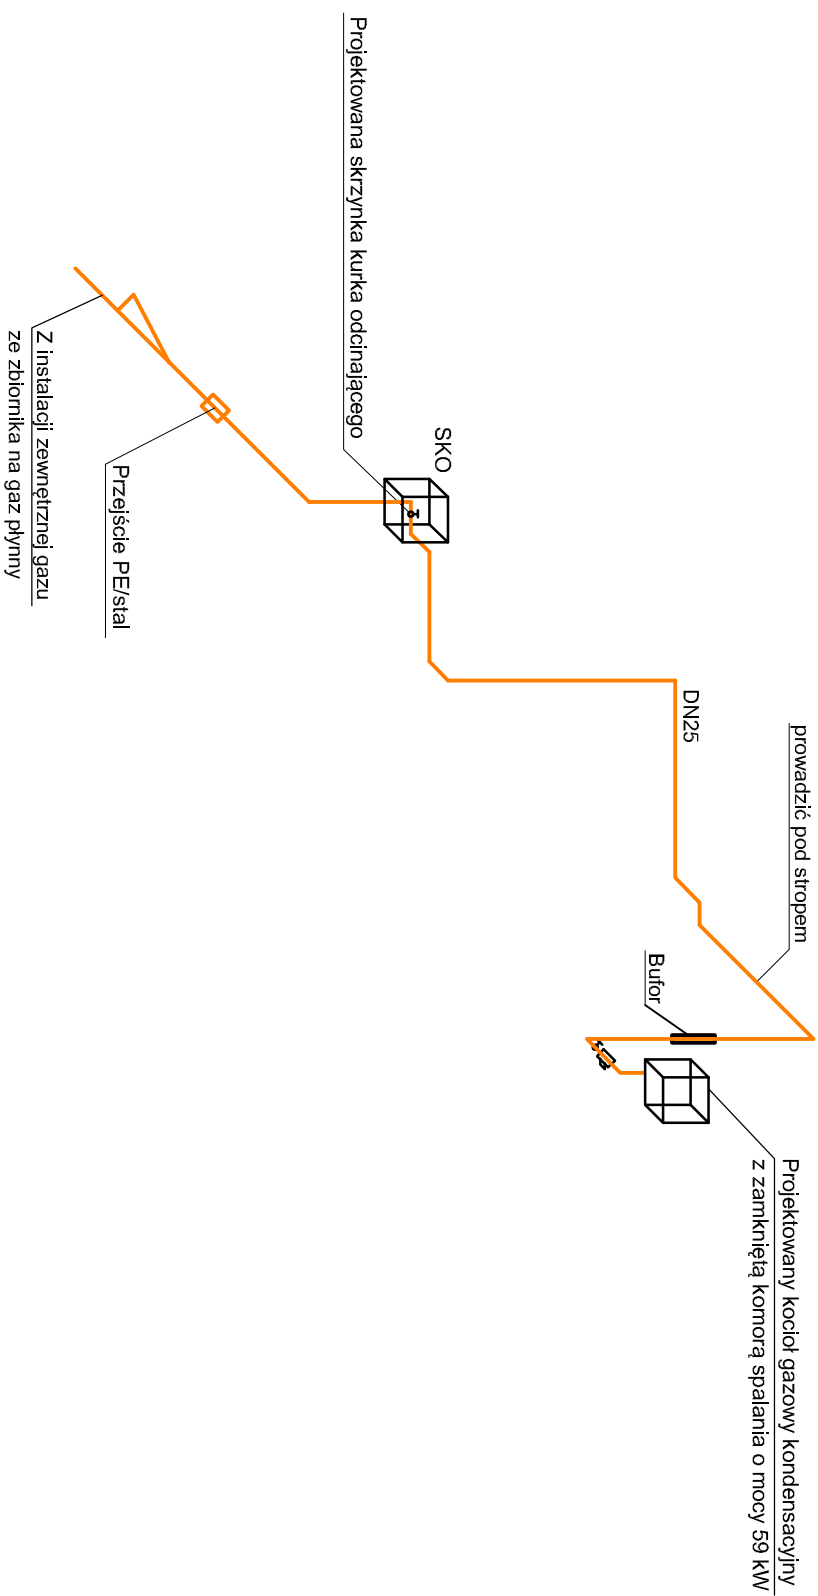 Projektowana skrzynka kurka odcinającego
SKO
Z instalacji zewnętrznej gazu
ze zbiornika na gaz płynny
Przejście PE/stal
DN25
prowadzić pod stropem
Bufor
Projektowany kocioł gazowy kondensacyjny
z zamkniętą komorą spalania o mocy 59 kW